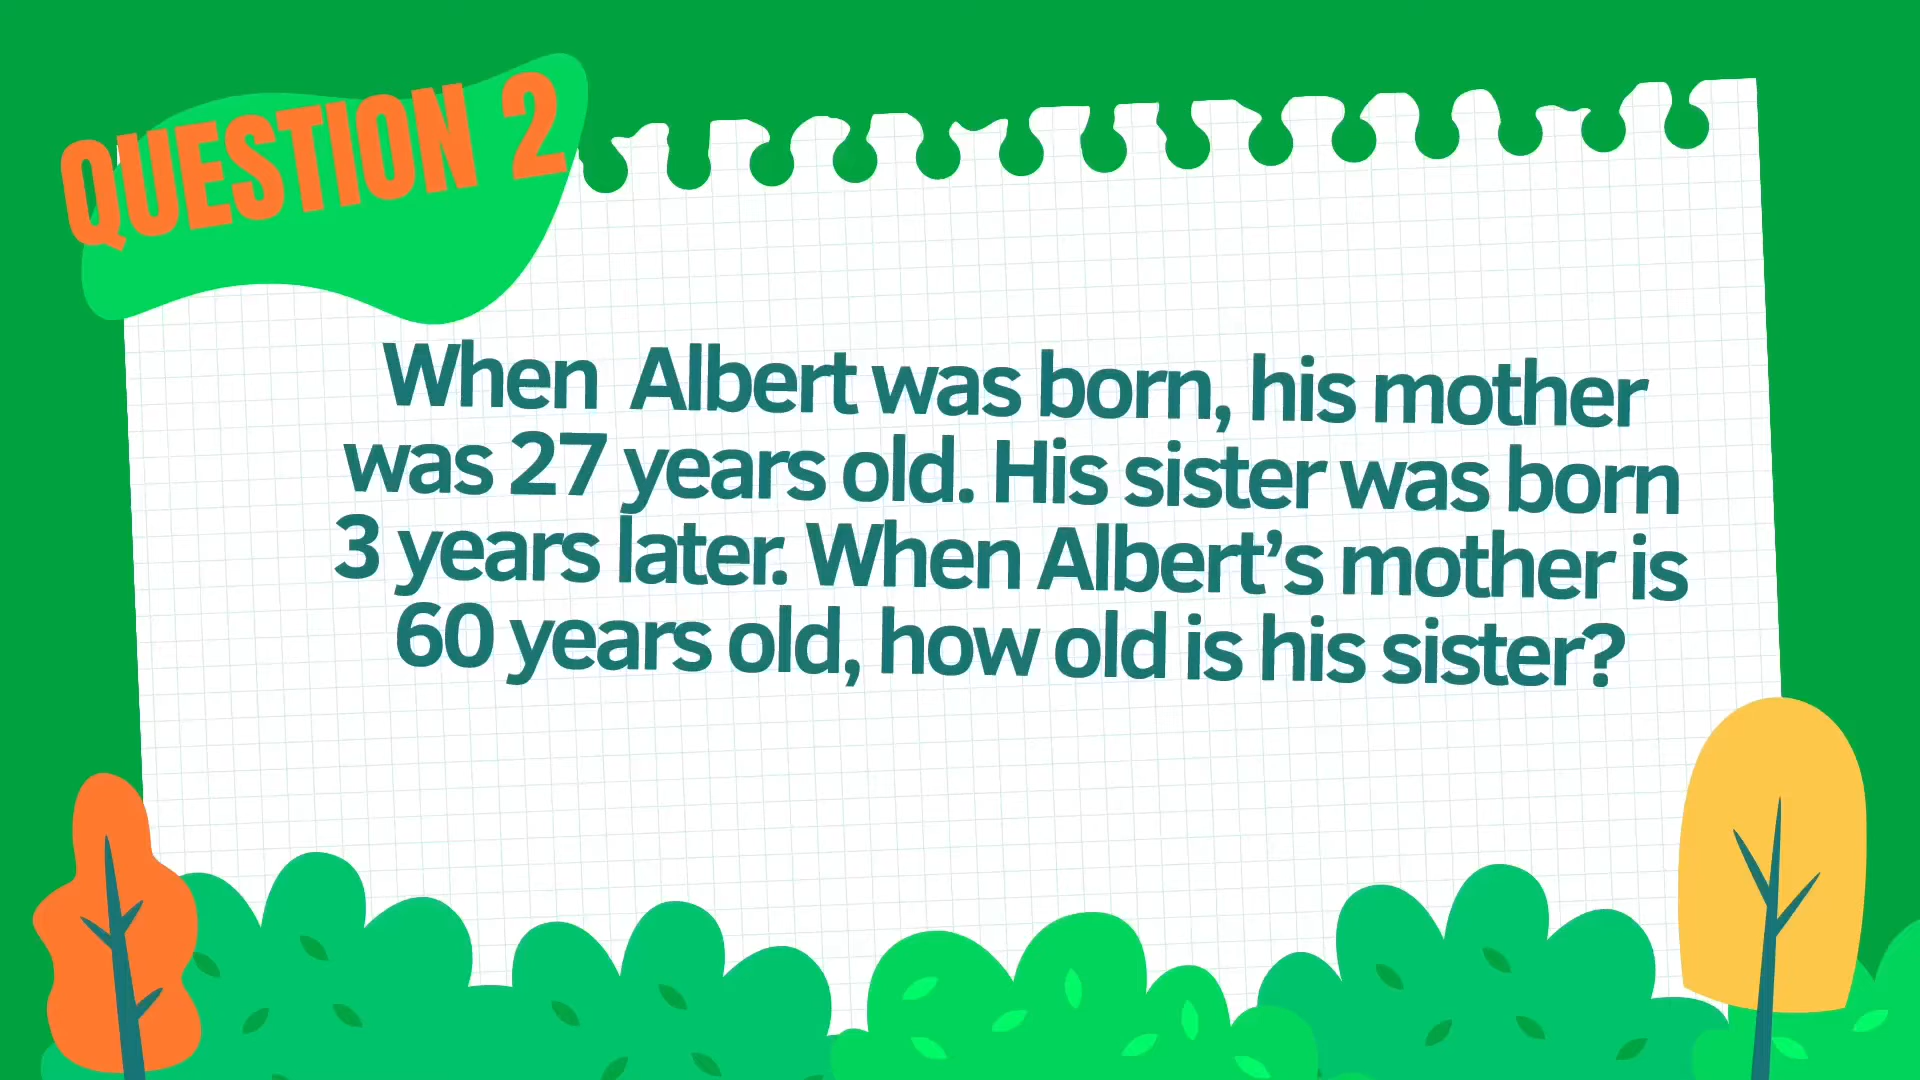 QUESTION 2
When Albert was born, his mother
was 27 years old. His sister was born
3 years later. When Albert’s mother is
60 years old, how old is his sister?